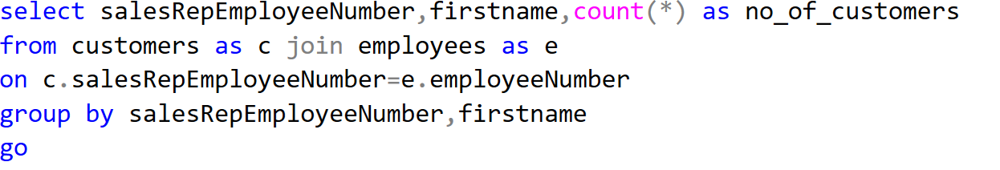 select salesRepEmployeeNumber,firstname,count(*) as no_of_customers
from customers as c join employees as e
on c.salesRepEmployeeNumber=e.employeeNumber
group by salesRepEmployeeNumber,firstname
go